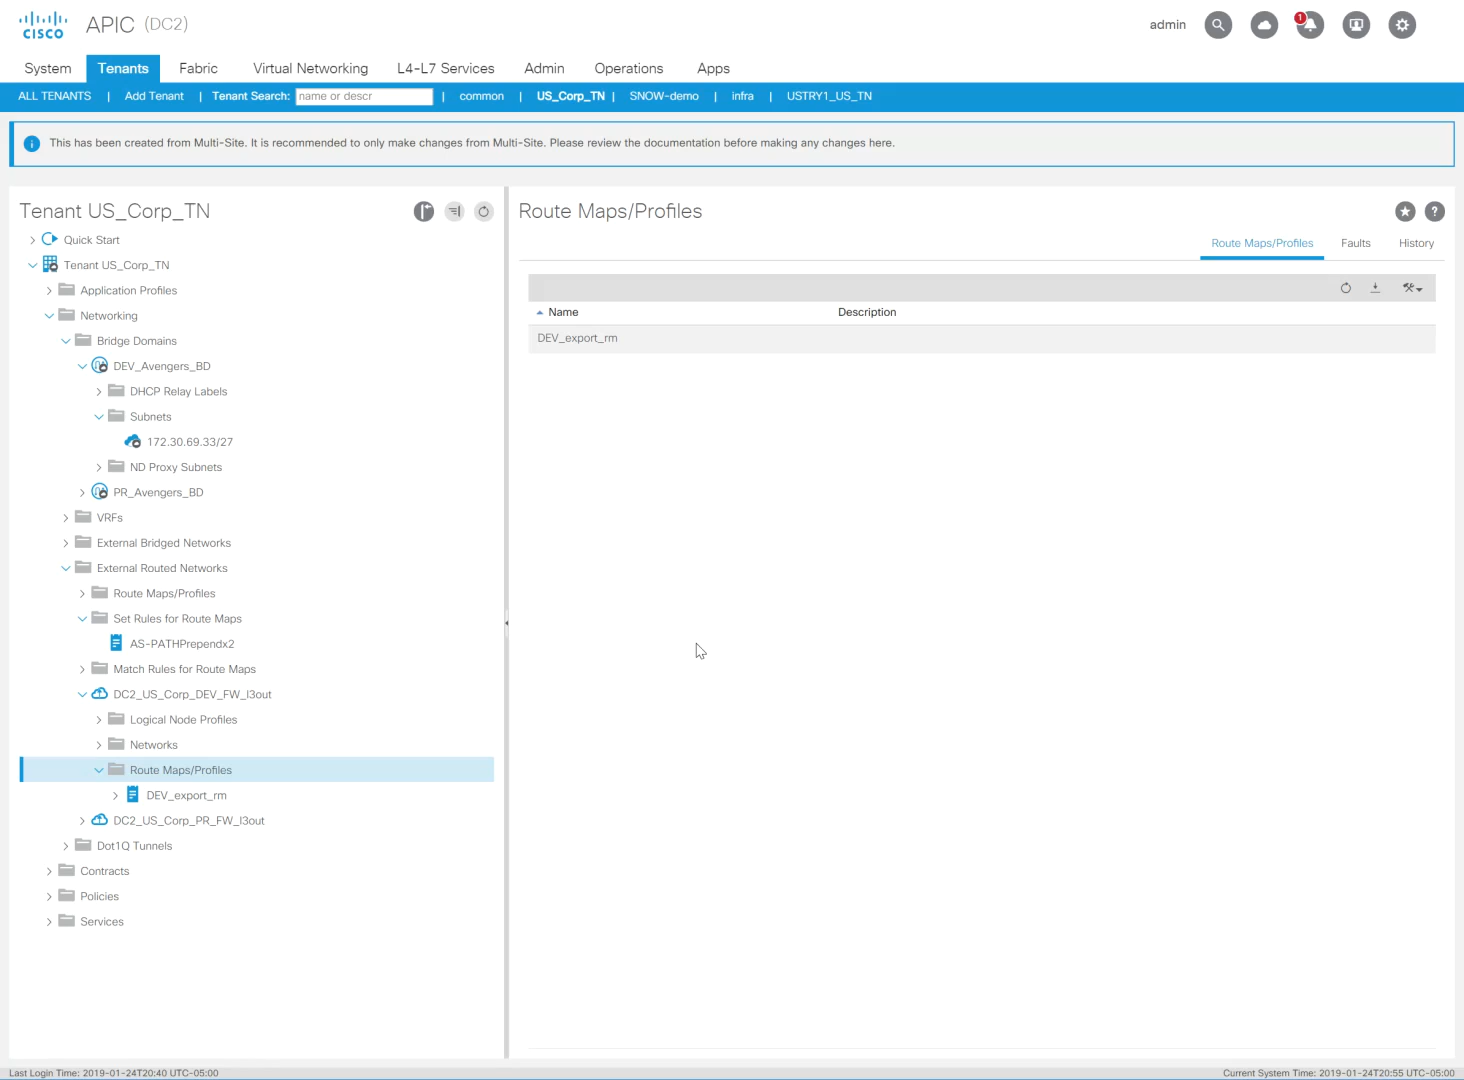 cisco APIC (DC2) admin 1
System Tenants Fabric Virtual Networking L4-L7 Services Admin Operations Apps
ALL TENANTS | Add Tenant | Tenant Search: name or descr | common | US_Corp_TN | SNOW-demo | infra | USTRY1_US_TN
i This has been created from Multi-Site. It is recommended to only make changes from Multi-Site. Please review the documentation before making any changes here.
Tenant US_Corp_TN
Quick Start
Tenant US_Corp_TN
Application Profiles
Networking
Bridge Domains
DEV_Avengers_BD
DHCP Relay Labels
Subnets
172.30.69.33/27
ND Proxy Subnets
PR_Avengers_BD
VRFs
External Bridged Networks
External Routed Networks
Route Maps/Profiles
Set Rules for Route Maps
AS-PATHPrependx2
Match Rules for Route Maps
DC2_US_Corp_DEV_FW_l3out
Logical Node Profiles
Networks
Route Maps/Profiles
DEV_export_rm
DC2_US_Corp_PR_FW_l3out
Dot1Q Tunnels
Contracts
Policies
Services
Route Maps/Profiles ?
Route Maps/Profiles Faults History
Name Description
DEV_export_rm
Last Login Time: 2019-01-24T20:40 UTC-05:00
Current System Time: 2019-01-24T20:55 UTC-05:00